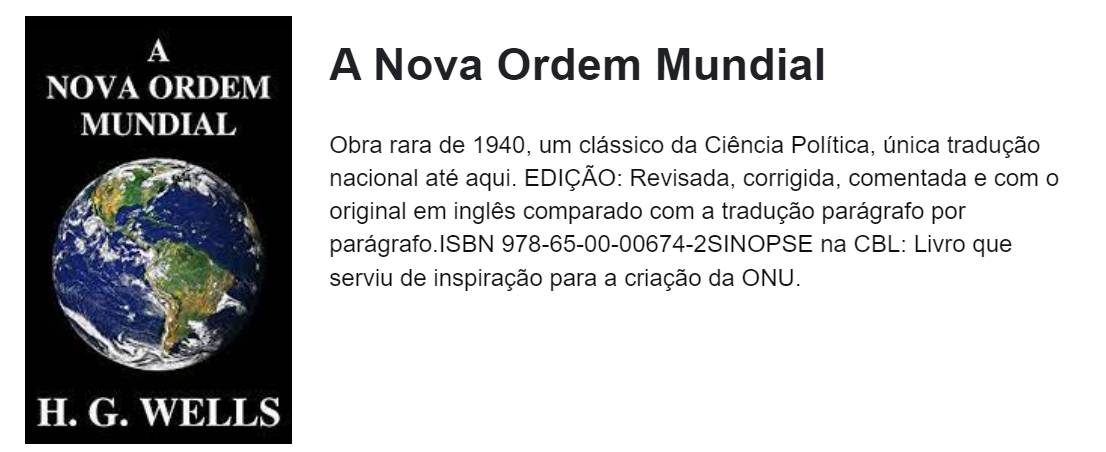 A
NOVA ORDEM
MUNDIAL
H. G. WELLS
A Nova Ordem Mundial
Obra rara de 1940, um clássico da Ciência Política, única tradução
nacional até aqui. EDIÇÃO: Revisada, corrigida, comentada e com o
original em inglês comparado com a tradução parágrafo por
parágrafo.ISBN 978-65-00-00674-2SINOPSE na CBL: Livro que
serviu de inspiração para a criação da ONU.